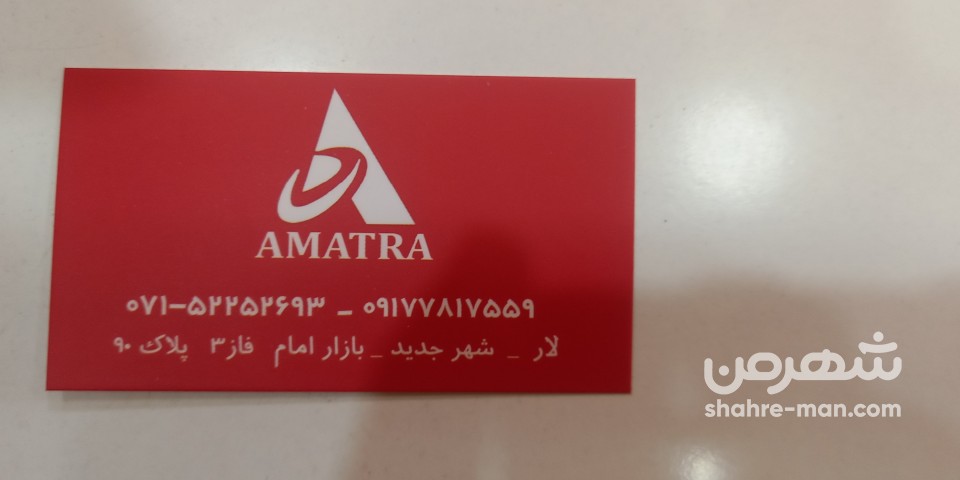 AMATRA
۰۷۱-۵۲۲۵۲۶۹۳ _ ۰۹۱۷۷۸۱۷۵۵۹
لار _ شهر جدید _ بازار امام فاز۳ پلاک ۹۰
شهرمن
shahre-man.com